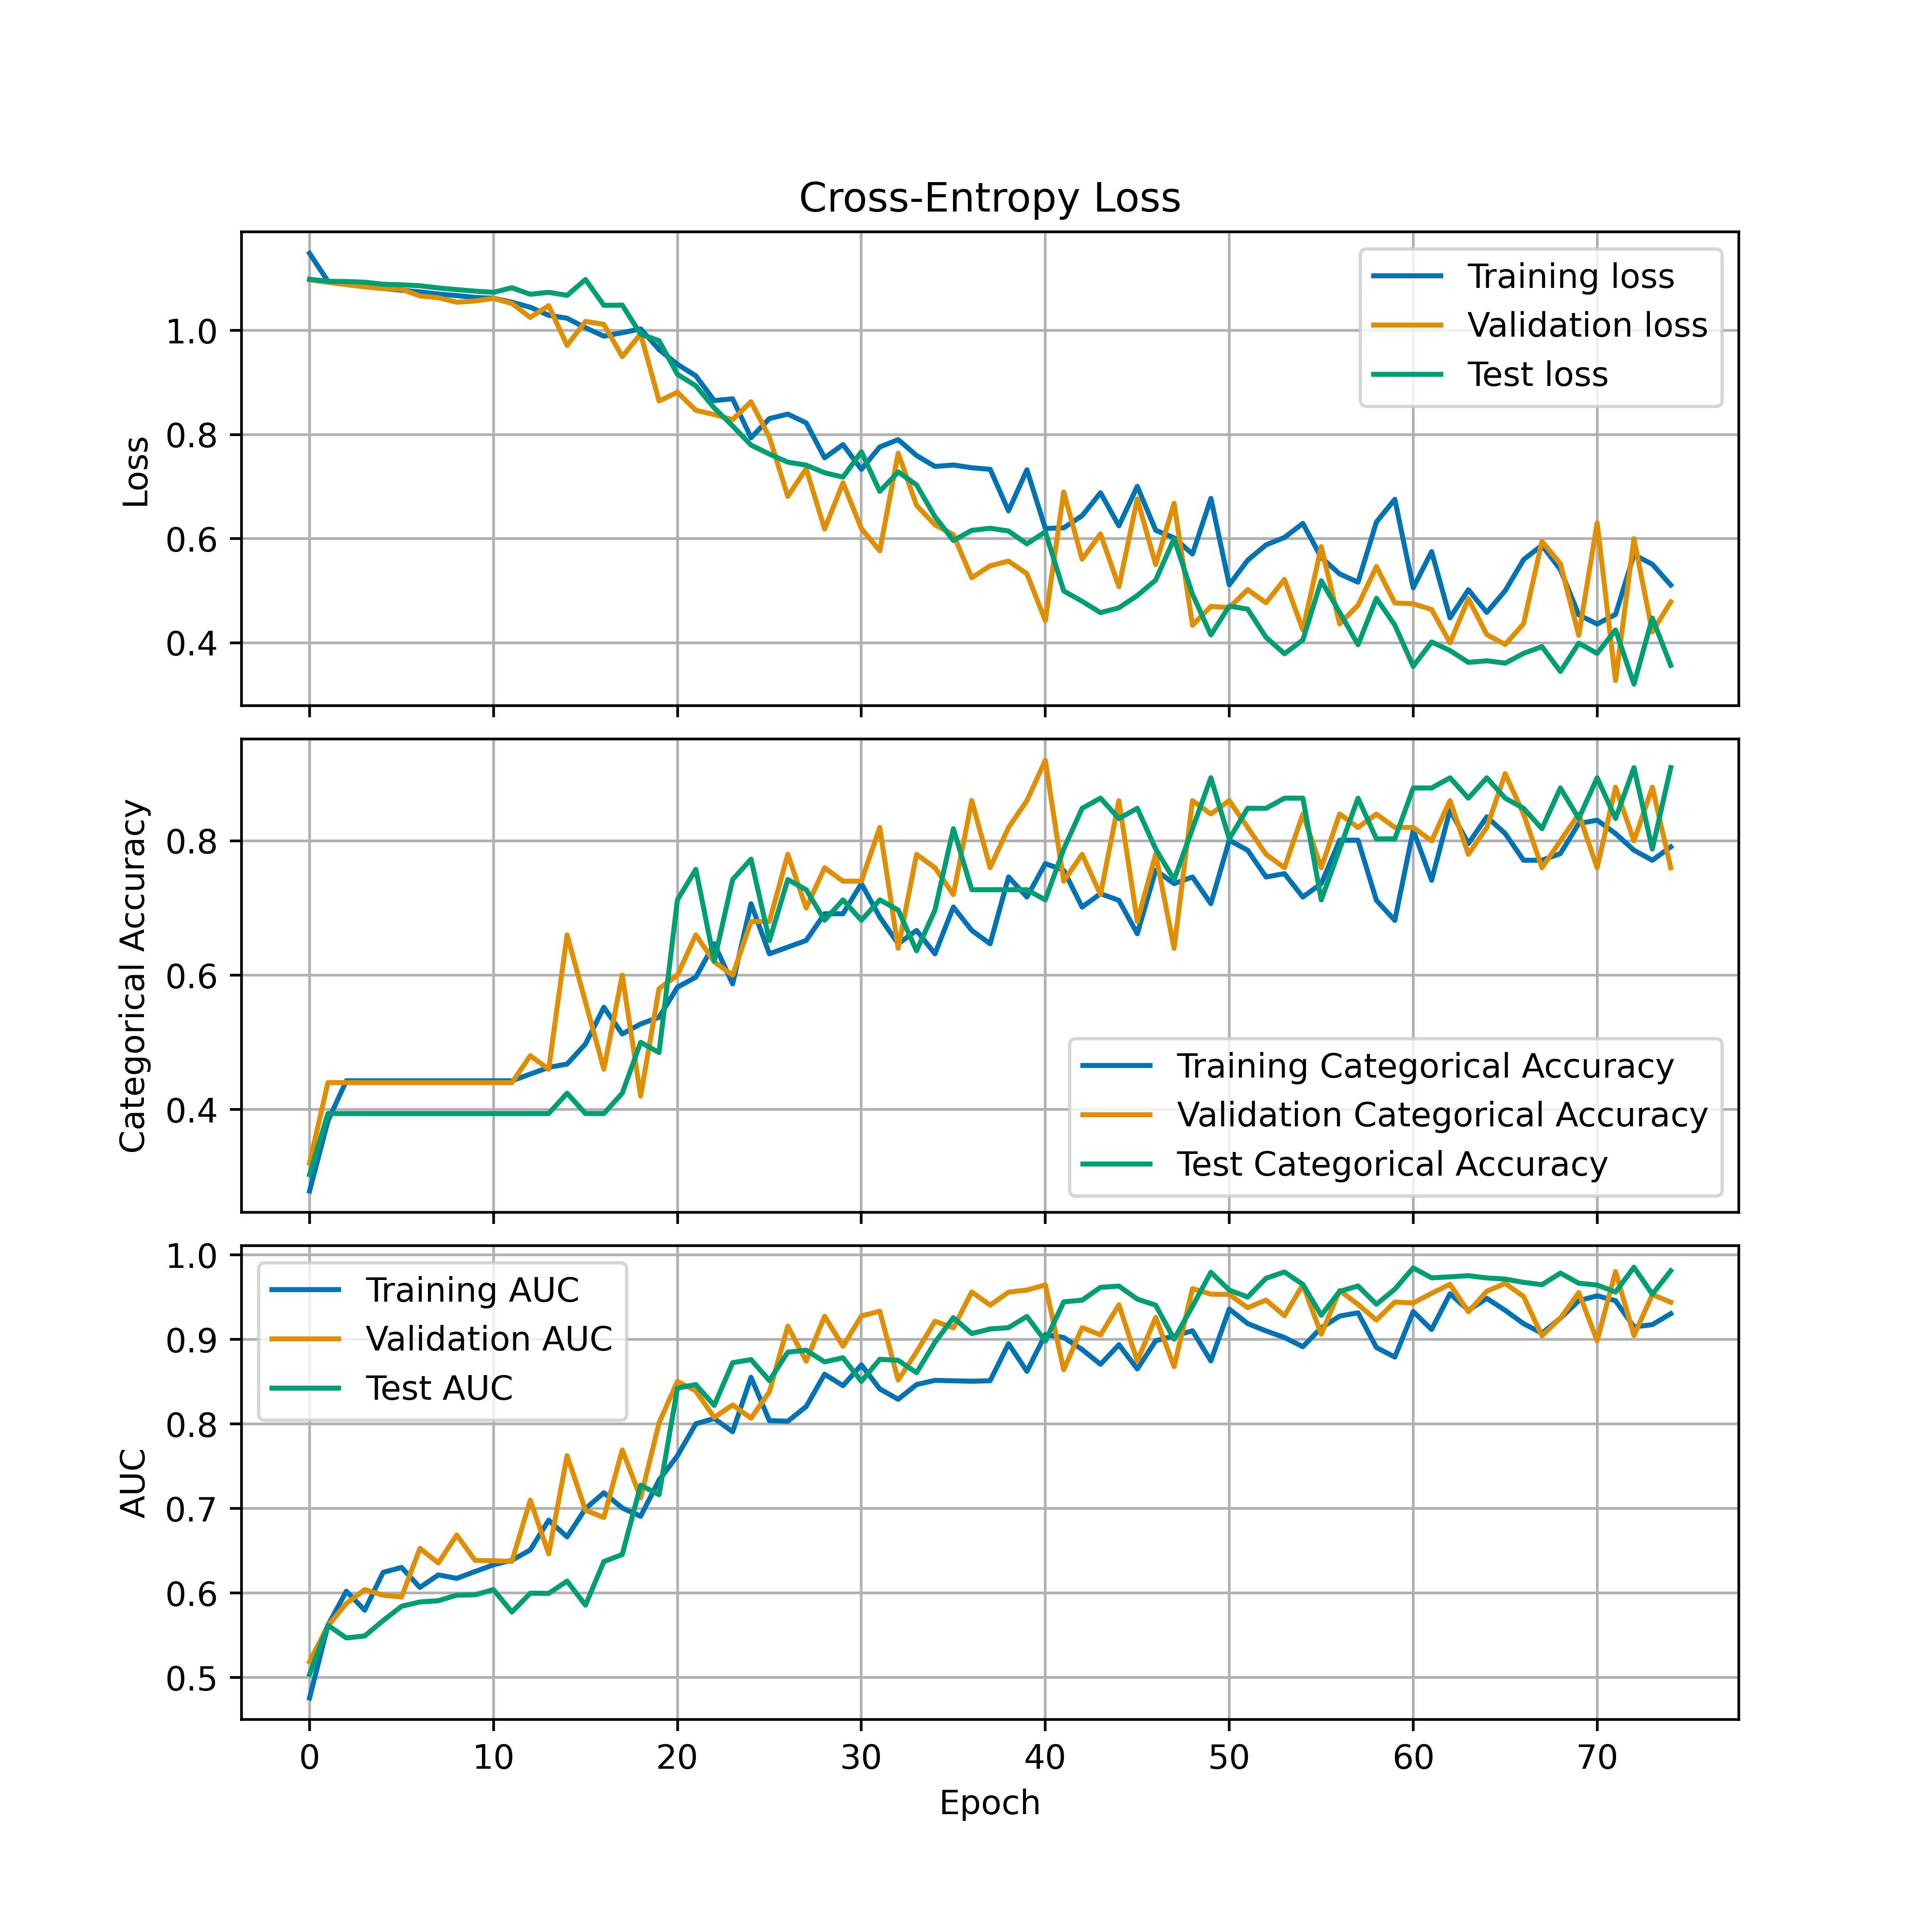 Cross-Entropy Loss
1.0
0.8
0.6
0.4
Loss
Training loss
Validation loss
Test loss
0.8
0.6
0.4
Categorical Accuracy
Training Categorical Accuracy
Validation Categorical Accuracy
Test Categorical Accuracy
1.0
0.9
0.8
0.7
0.6
0.5
AUC
Training AUC
Validation AUC
Test AUC
0 10 20 30 40 50 60 70
Epoch